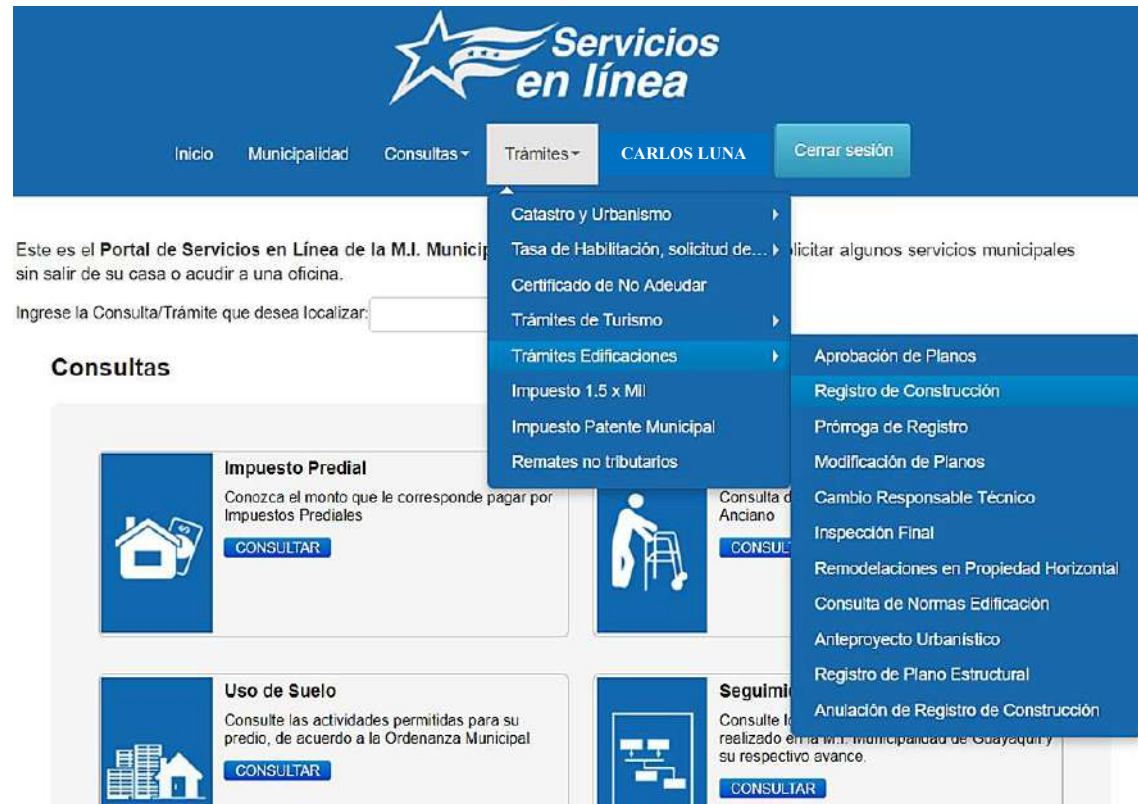 Servicios
en línea
Inicio Municipalidad Consultas Trámites CARLOS LUNA Cerrar sesión
Catastro y Urbanismo
Tasa de Habilitación, solicitud de...
Certificado de No Adeudar
Trámites de Turismo
Trámites Edificaciones
Impuesto 1.5 x Mil
Impuesto Patente Municipal
Remates no tributarios
Aprobación de Planos
Registro de Construcción
Prórroga de Registro
Modificación de Planos
Cambio Responsable Técnico
Inspección Final
Remodelaciones en Propiedad Horizontal
Consulta de Normas Edificación
Anteproyecto Urbanístico
Registro de Plano Estructural
Anulación de Registro de Construcción
Este es el Portal de Servicios en Línea de la M.I. licitar algunos servicios municipales
sin salir de su casa o acudir a una oficina.
Ingrese la Consulta/Trámite que desea localizar:
Consultas
Impuesto Predial
Conozca el monto que le corresponde pagar por
Impuestos Prediales
CONSULTAR
Consulta
Anciano
Uso de Suelo
Consulte las actividades permitidas para su
predio, de acuerdo a la Ordenanza Municipal
CONSULTAR
Consulte
realizado en la M.I. Municipalidad de Guayaquil y
su respectivo avance.
CONSULTAR